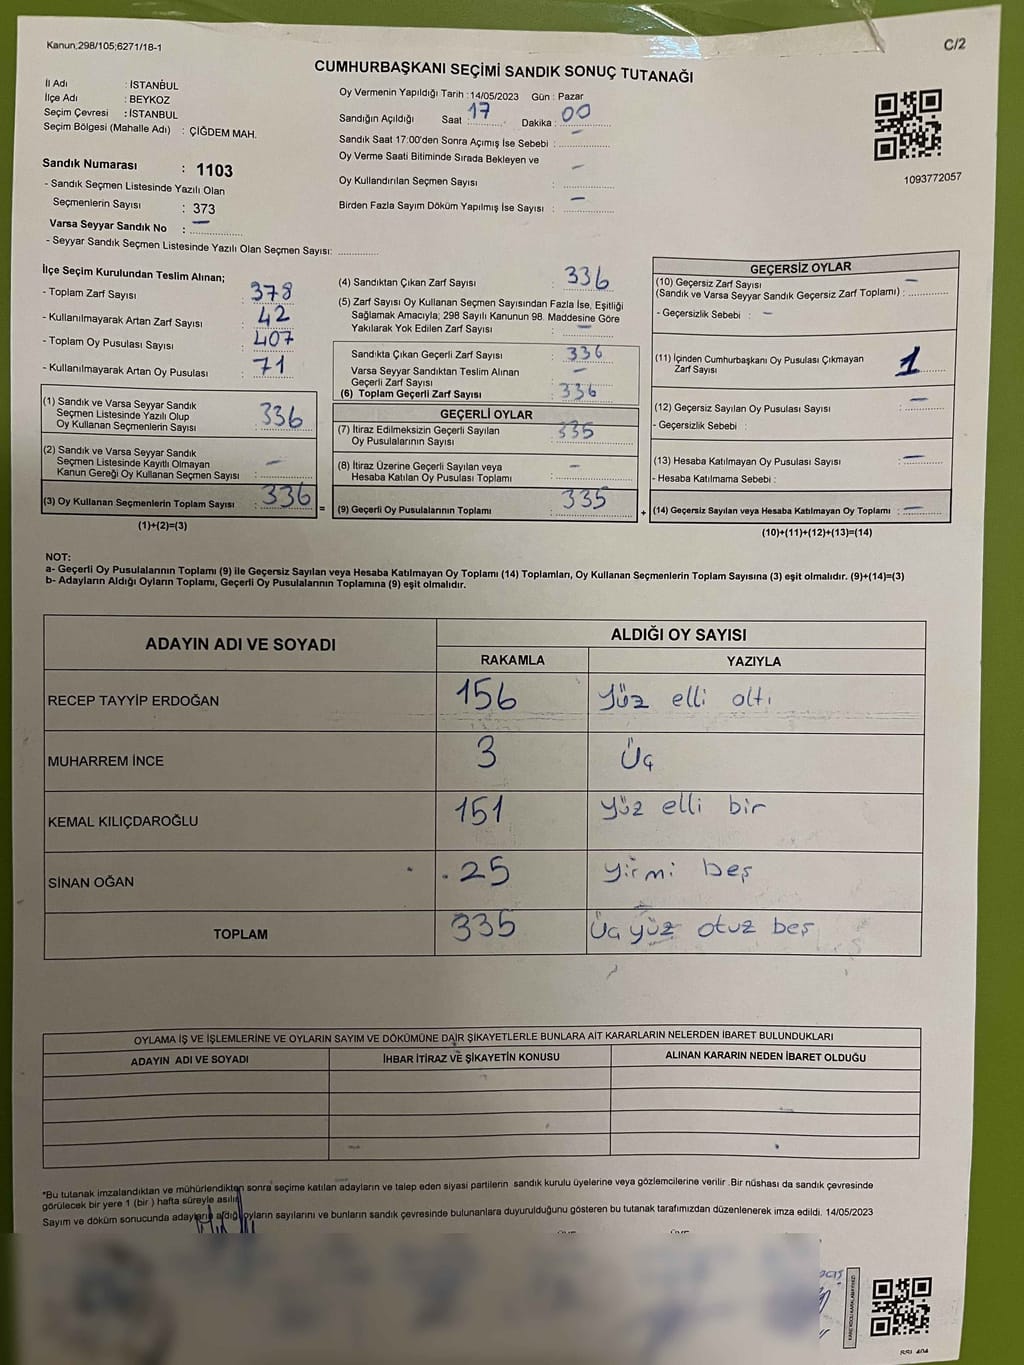 Kanun;298/105;6271/18-1
C/2
CUMHURBAŞKANI SEÇİMİ SANDIK SONUÇ TUTANAĞI
İl Adı : İSTANBUL
İlçe Adı : BEYKOZ
Seçim Çevresi : İSTANBUL
Seçim Bölgesi (Mahalle Adı) : ÇİĞDEM MAH.
Sandık Numarası : 1103
- Sandık Seçmen Listesinde Yazılı Olan
Seçmenlerin Sayısı : 373
Varsa Seyyar Sandık No : —
- Seyyar Sandık Seçmen Listesinde Yazılı Olan Seçmen Sayısı: ..............
Oy Vermenin Yapıldığı Tarih :14/05/2023 Gün : Pazar
Sandığın Açıldığı Saat : 17 Dakika : 00
Sandık Saat 17:00'den Sonra Açımış İse Sebebi : —
Oy Verme Saati Bitiminde Sırada Bekleyen ve
Oy Kullandırılan Seçmen Sayısı : —
Birden Fazla Sayım Döküm Yapılmış İse Sayısı : —
1093772057
İlçe Seçim Kurulundan Teslim Alınan;
- Toplam Zarf Sayısı : 378
- Kullanılmayarak Artan Zarf Sayısı : 42
- Toplam Oy Pusulası Sayısı : 407
- Kullanılmayarak Artan Oy Pusulası : 71
(1) Sandık ve Varsa Seyyar Sandık
Seçmen Listesinde Yazılı Olup
Oy Kullanan Seçmenlerin Sayısı : 336
(2) Sandık ve Varsa Seyyar Sandık
Seçmen Listesinde Kayıtlı Olmayan
Kanun Gereği Oy Kullanan Seçmen Sayısı : —
(3) Oy Kullanan Seçmenlerin Toplam Sayısı : 336 =
(1)+(2)=(3)
(4) Sandıktan Çıkan Zarf Sayısı : 336
(5) Zarf Sayısı Oy Kullanan Seçmen Sayısından Fazla İse, Eşitliği
Sağlamak Amacıyla; 298 Sayılı Kanunun 98. Maddesine Göre
Yakılarak Yok Edilen Zarf Sayısı : —
Sandıkta Çıkan Geçerli Zarf Sayısı : 336
Varsa Seyyar Sandıktan Teslim Alınan
Geçerli Zarf Sayısı : —
(6) Toplam Geçerli Zarf Sayısı : 336
GEÇERLİ OYLAR
(7) İtiraz Edilmeksizin Geçerli Sayılan
Oy Pusulalarının Sayısı : 335
(8) İtiraz Üzerine Geçerli Sayılan veya
Hesaba Katılan Oy Pusulası Toplamı : —
(9) Geçerli Oy Pusulalarının Toplamı : 335 +
GEÇERSİZ OYLAR
(10) Geçersiz Zarf Sayısı
(Sandık ve Varsa Seyyar Sandık Geçersiz Zarf Toplamı) : —
- Geçersizlik Sebebi : —
(11) İçinden Cumhurbaşkanı Oy Pusulası Çıkmayan
Zarf Sayısı : 1
(12) Geçersiz Sayılan Oy Pusulası Sayısı : —
- Geçersizlik Sebebi :
(13) Hesaba Katılmayan Oy Pusulası Sayısı : —
- Hesaba Katılmama Sebebi :
(14) Geçersiz Sayılan veya Hesaba Katılmayan Oy Toplamı : —
(10)+(11)+(12)+(13)=(14)
NOT:
a- Geçerli Oy Pusulalarının Toplamı (9) ile Geçersiz Sayılan veya Hesaba Katılmayan Oy Toplamı (14) Toplamları, Oy Kullanan Seçmenlerin Toplam Sayısına (3) eşit olmalıdır. (9)+(14)=(3)
b- Adayların Aldığı Oyların Toplamı, Geçerli Oy Pusulalarının Toplamına (9) eşit olmalıdır.
ADAYIN ADI VE SOYADI
ALDIĞI OY SAYISI
RAKAMLA YAZIYLA
RECEP TAYYİP ERDOĞAN 156 Yüz elli altı
MUHARREM İNCE 3 Üç
KEMAL KILIÇDAROĞLU 151 Yüz elli bir
SİNAN OĞAN 25 Yirmi beş
TOPLAM 335 Üç yüz otuz beş
OYLAMA İŞ VE İŞLEMLERİNE VE OYLARIN SAYIM VE DÖKÜMÜNE DAİR ŞİKAYETLERLE BUNLARA AİT KARARLARIN NELERDEN İBARET BULUNDUKLARI
ADAYIN ADI VE SOYADI İHBAR İTİRAZ VE ŞİKAYETİN KONUSU ALINAN KARARIN NEDEN İBARET OLDUĞU
*Bu tutanak imzalandıktan ve mühürlendikten sonra seçime katılan adayların ve talep eden siyasi partilerin sandık kurulu üyelerine veya gözlemcilerine verilir .Bir nüshası da sandık çevresinde
görülecek bir yere 1 (bir ) hafta süreyle asılır
Sayım ve döküm sonucunda adayların aldığı oyların sayılarını ve bunların sandık çevresinde bulunanlara duyurulduğunu gösteren bu tutanak tarafımızdan düzenlenerek imza edildi. 14/05/2023